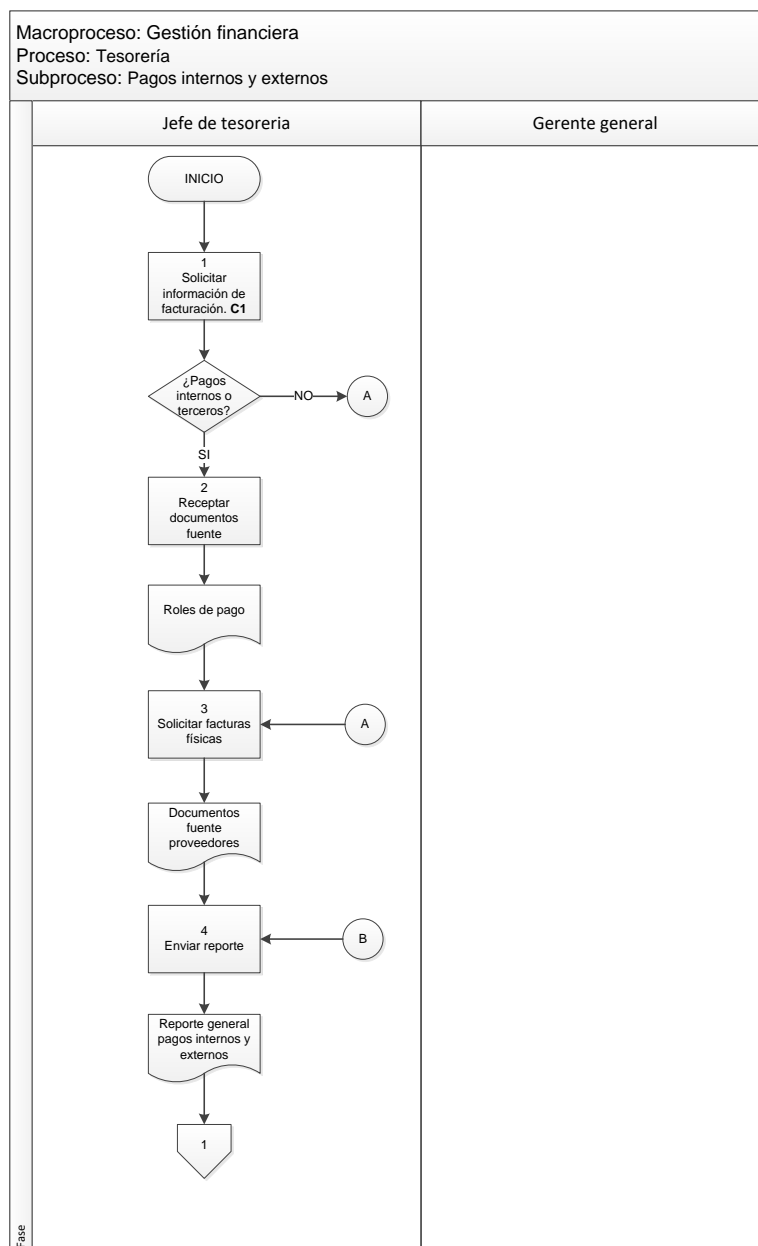 Macroproceso: Gestión financiera
Proceso: Tesorería
Subproceso: Pagos internos y externos
Jefe de tesoreria
Gerente general
INICIO
1
Solicitar
información de
facturación. C1
¿Pagos
internos o
terceros?
NO
A
SI
2
Receptar
documentos
fuente
Roles de pago
3
Solicitar facturas
físicas
A
Documentos
fuente
proveedores
4
Enviar reporte
B
Reporte general
pagos internos y
externos
1
Fase